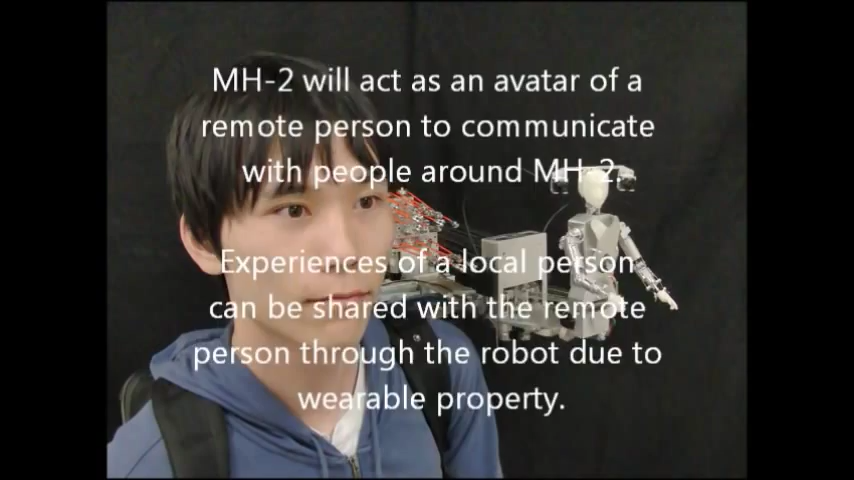 MH-2 will act as an avatar of a
remote person to communicate
with people around MH-2.
Experiences of a local person
can be shared with the remote
person through the robot due to
wearable property.